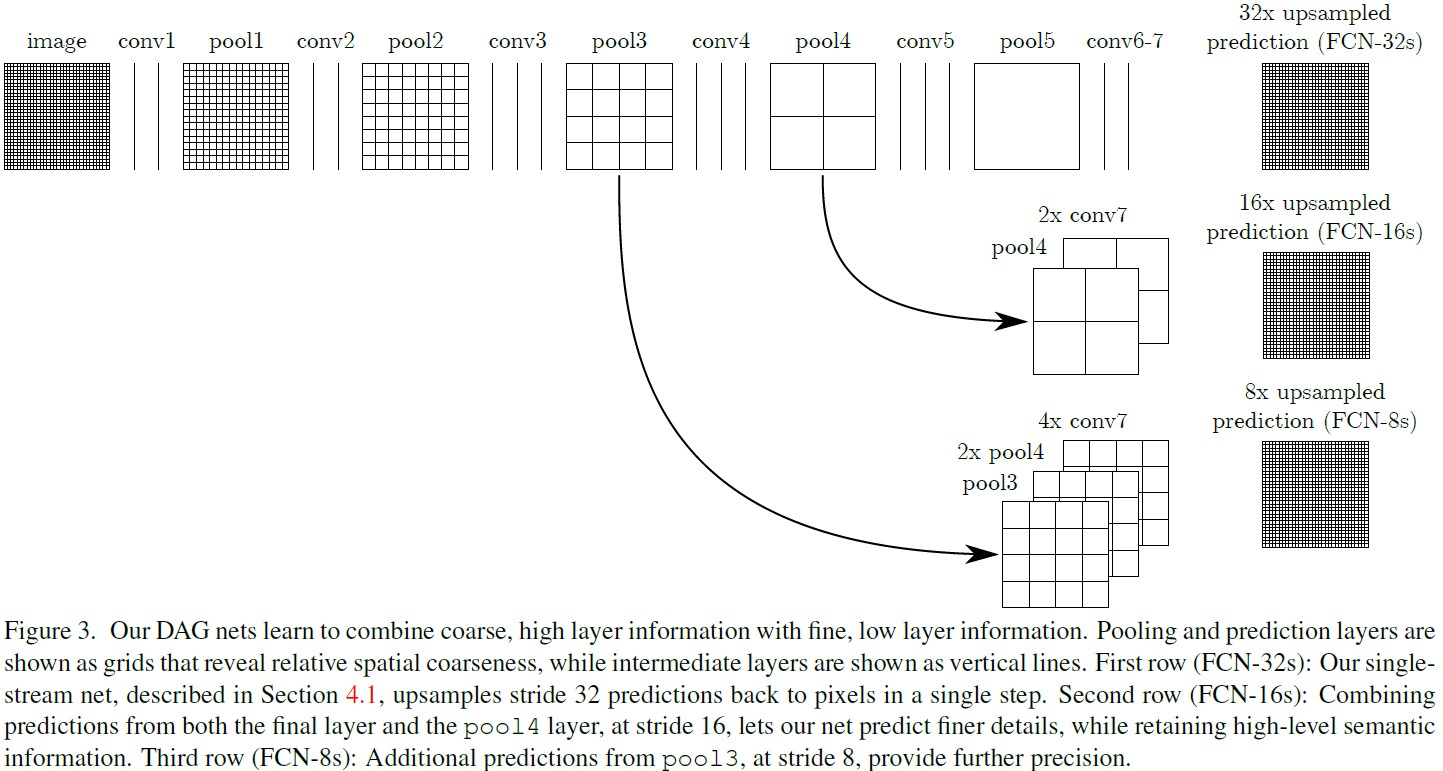 image conv1 pool1 conv2 pool2 conv3 pool3 conv4 pool4 conv5 pool5 conv6-7
32x upsampled
prediction (FCN-32s)
2x conv7
pool4
16x upsampled
prediction (FCN-16s)
4x conv7
2x pool4
pool3
8x upsampled
prediction (FCN-8s)
Figure 3. Our DAG nets learn to combine coarse, high layer information with fine, low layer information. Pooling and prediction layers are
shown as grids that reveal relative spatial coarseness, while intermediate layers are shown as vertical lines. First row (FCN-32s): Our single-
stream net, described in Section 4.1, upsamples stride 32 predictions back to pixels in a single step. Second row (FCN-16s): Combining
predictions from both the final layer and the pool4 layer, at stride 16, lets our net predict finer details, while retaining high-level semantic
information. Third row (FCN-8s): Additional predictions from pool3, at stride 8, provide further precision.